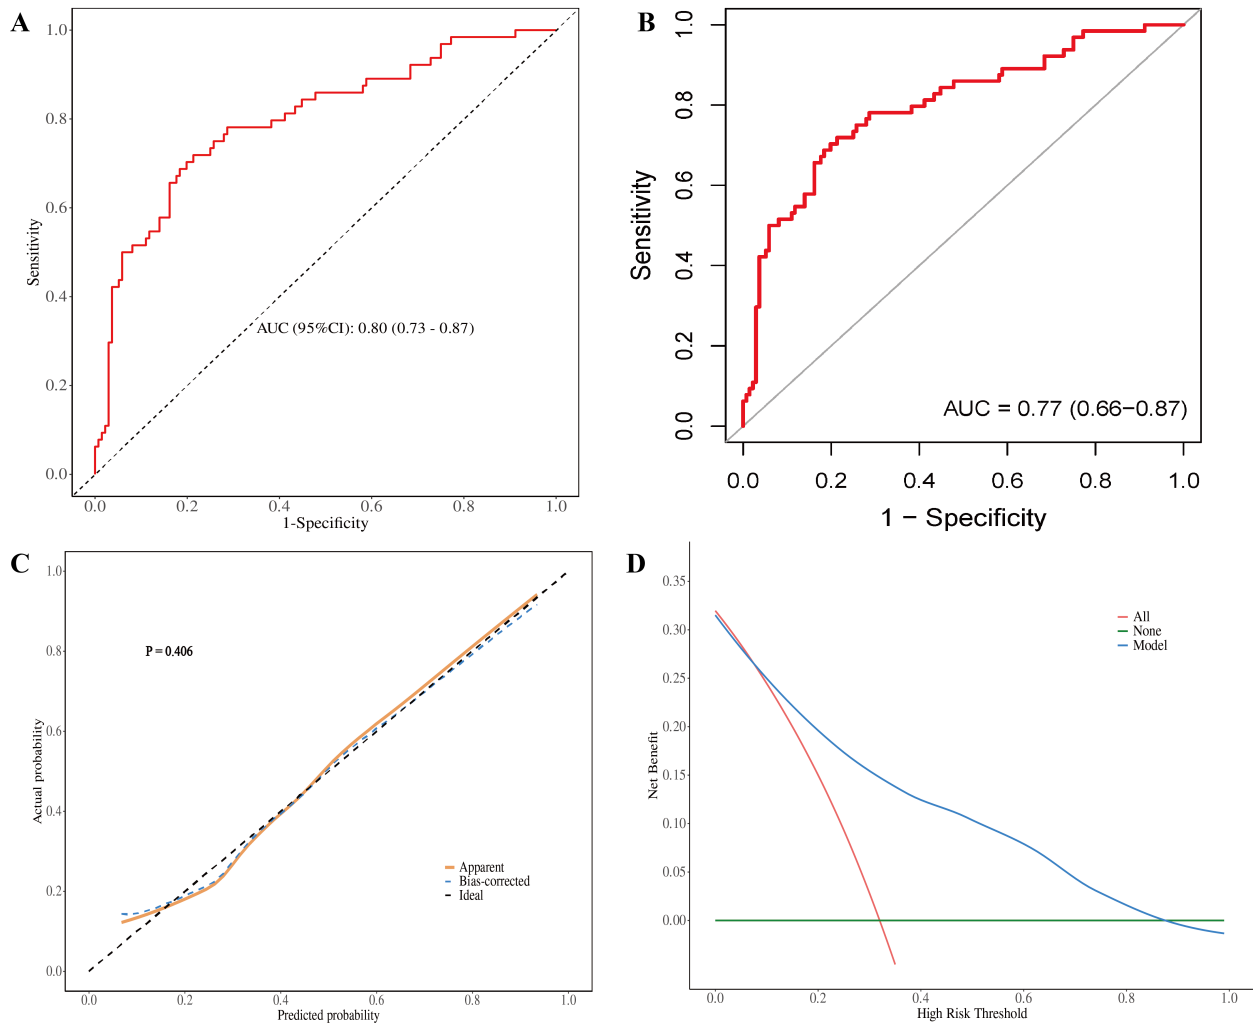 A
1.0
0.8
0.6
0.4
0.2
0.0
Sensitivity
AUC (95%CI): 0.80 (0.73 - 0.87)
0.0 0.2 0.4 0.6 0.8 1.0
1-Specificity
B
1.0
0.8
0.6
0.4
0.2
0.0
Sensitivity
AUC = 0.77 (0.66−0.87)
0.0 0.2 0.4 0.6 0.8 1.0
1 − Specificity
C
1.0
0.8
0.6
0.4
0.2
0.0
Actual probability
P = 0.406
Apparent
Bias-corrected
Ideal
0.0 0.2 0.4 0.6 0.8 1.0
Predicted probability
D
0.35
0.30
0.25
0.20
0.15
0.10
0.05
0.00
Net Benefit
All
None
Model
0.0 0.2 0.4 0.6 0.8 1.0
High Risk Threshold